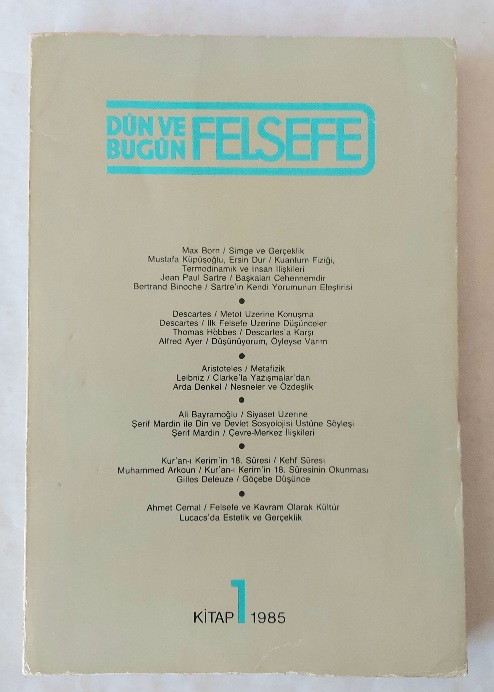 DÜN VE
BUGÜN FELSEFE
Max Born / Simge ve Gerçeklik
Mustafa Küpüşoğlu, Ersin Dur / Kuantum Fiziği,
Termodinamik ve İnsan İlişkileri
Jean Paul Sartre / Başkaları Cehennemdir
Bertrand Binoche / Sartre'ın Kendi Yorumunun Eleştirisi
Descartes / Metot Üzerine Konuşma
Descartes / İlk Felsefe Üzerine Düşünceler
Thomas Hobbes / Descartes'a Karşı
Alfred Ayer / Düşünüyorum, Öyleyse Varım
Aristoteles / Metafizik
Leibniz / Clarke'la Yazışmalar'dan
Arda Denkel / Nesneler ve Özdeşlik
Ali Bayramoğlu / Siyaset Üzerine
Şerif Mardin ile Din ve Devlet Sosyolojisi Üstüne Söyleşi
Şerif Mardin / Çevre-Merkez İlişkileri
Kur'an-ı Kerim'in 18. Sûresi / Kehf Sûresi
Muhammed Arkoun / Kur'an-ı Kerim'in 18. Sûresinin Okunması
Gilles Deleuze / Göçebe Düşünce
Ahmet Cemal / Felsefe ve Kavram Olarak Kültür
Lucacs'da Estetik ve Gerçeklik
KİTAP 1 1985